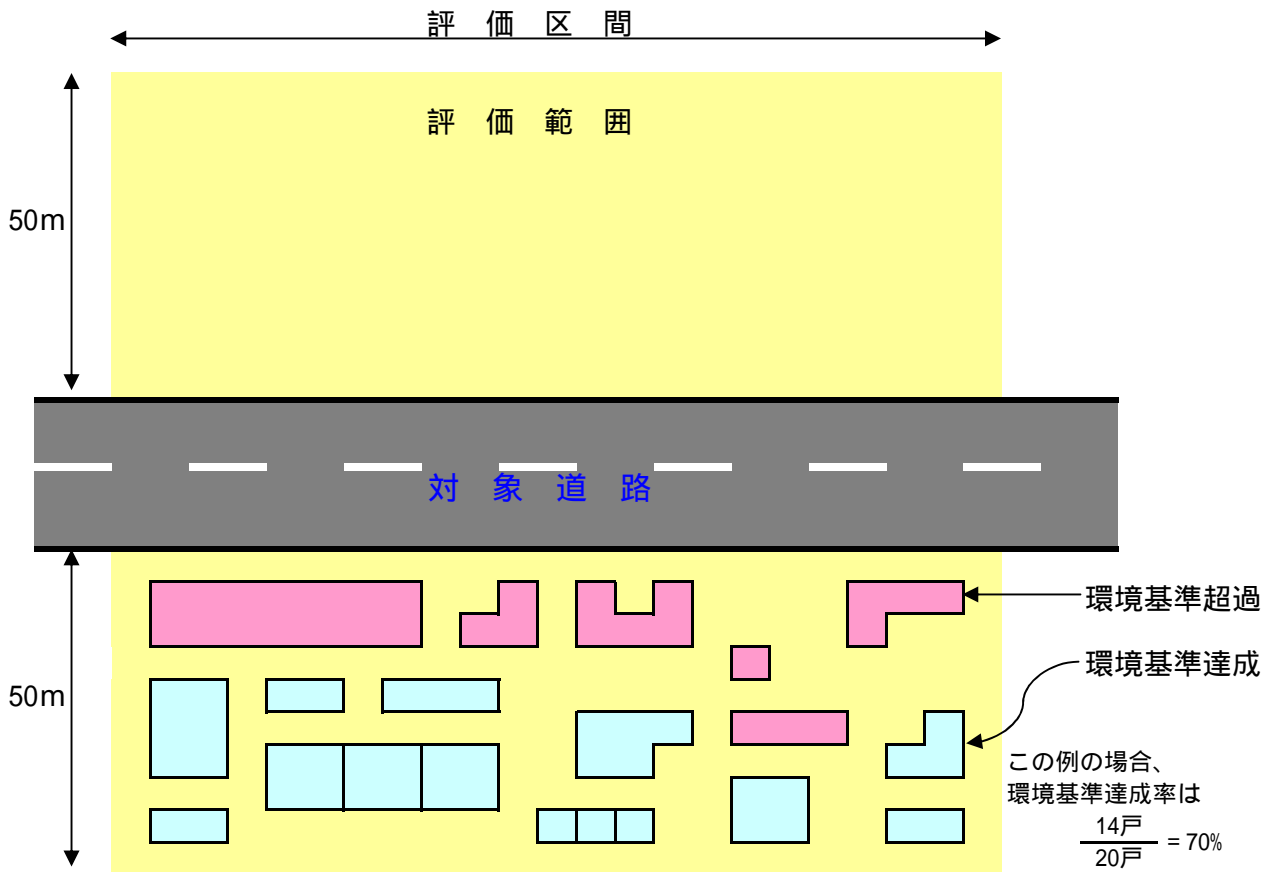 評 価 区 間
評 価 範 囲
50m
対 象 道 路
環境基準超過
環境基準達成
50m
この例の場合、
環境基準達成率は
14戸
20戸
= 70%